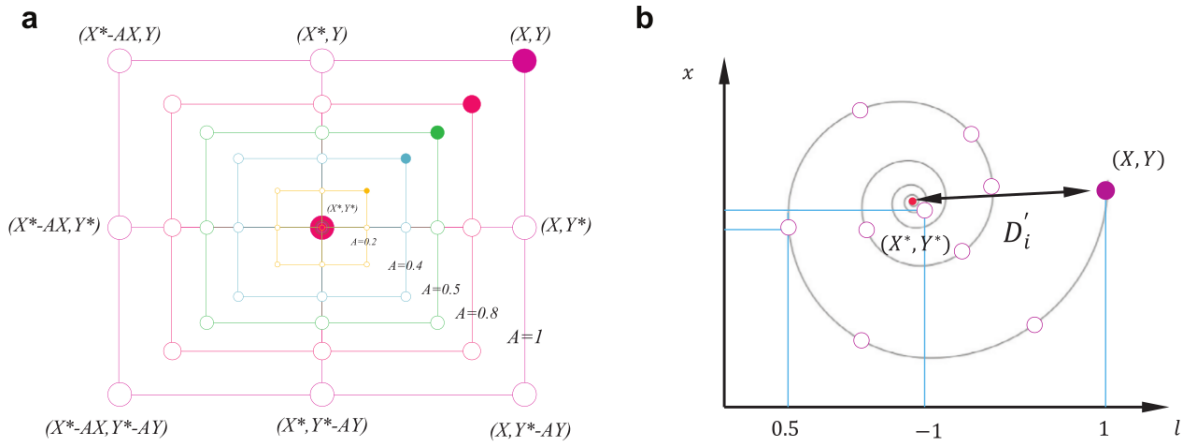 a
(X*-AX,Y) (X*,Y) (X,Y)
(X*,Y*)
(X*-AX,Y*) (X,Y*)
A=0.2
A=0.4
A=0.5
A=0.8
A=1
(X*-AX,Y*-AY) (X*,Y*-AY) (X,Y*-AY)
b
x
(X,Y)
(X*,Y*) D'i
0.5 −1 1 l